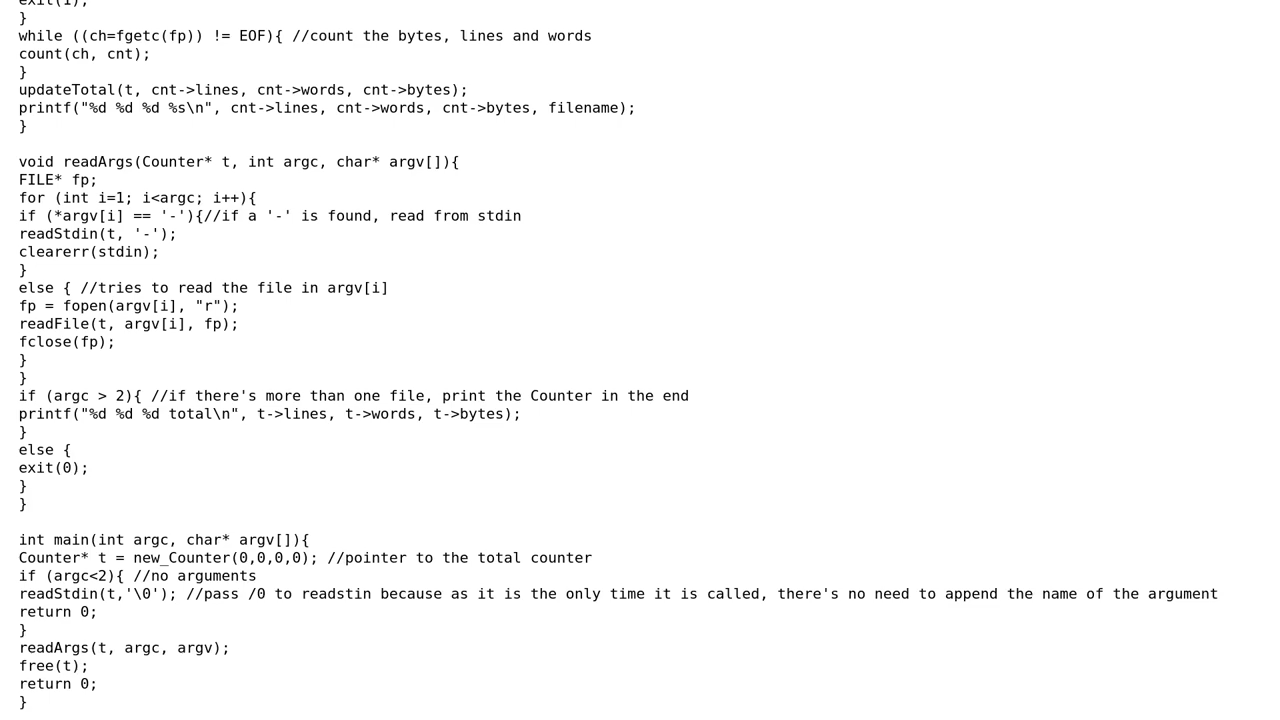 exit(1);
}
while ((ch=fgetc(fp)) != EOF){ //count the bytes, lines and words
count(ch, cnt);
}
updateTotal(t, cnt->lines, cnt->words, cnt->bytes);
printf("%d %d %d %s\n", cnt->lines, cnt->words, cnt->bytes, filename);
}
void readArgs(Counter* t, int argc, char* argv[]){
FILE* fp;
for (int i=1; i<argc; i++){
if (*argv[i] == '-'){//if a '-' is found, read from stdin
readStdin(t, '-');
clearerr(stdin);
}
else { //tries to read the file in argv[i]
fp = fopen(argv[i], "r");
readFile(t, argv[i], fp);
fclose(fp);
}
}
if (argc > 2){ //if there's more than one file, print the Counter in the end
printf("%d %d %d total\n", t->lines, t->words, t->bytes);
}
else {
exit(0);
}
}
int main(int argc, char* argv[]){
Counter* t = new_Counter(0,0,0,0); //pointer to the total counter
if (argc<2){ //no arguments
readStdin(t,'\0'); //pass /0 to readstin because as it is the only time it is called, there's no need to append the name of the argument
return 0;
}
readArgs(t, argc, argv);
free(t);
return 0;
}